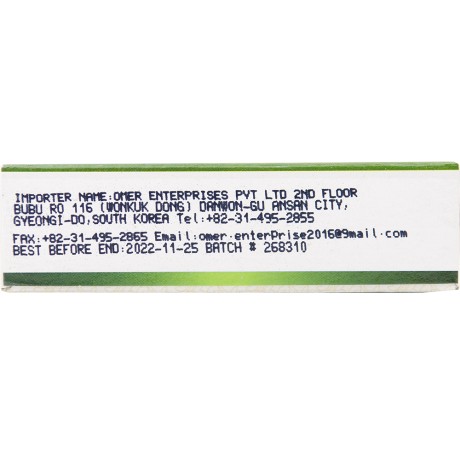 IMPORTER NAME:OMER ENTERPRISES PVT LTD 2ND FLOOR
BUBU RO 116 (WONKUK DONG) DANWON-GU ANSAN CITY,
GYEONGI-DO,SOUTH KOREA Tel:+82-31-495-2855
FAX:+82-31-495-2865 Email:omer.enterPrise2016@9mail.com
BEST BEFORE END:2022-11-25 BATCH # 268310